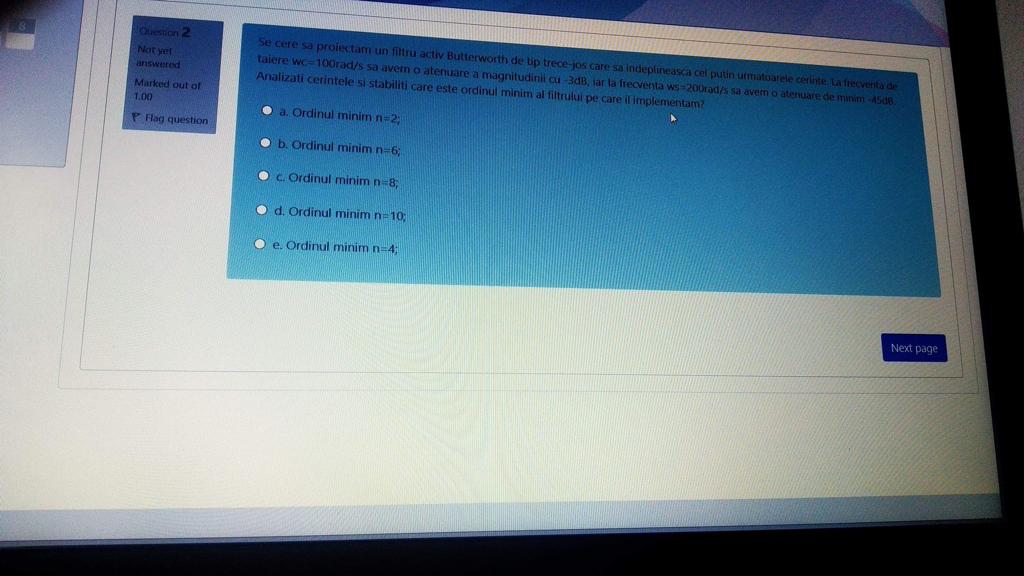 8
Question 2
Not yet
answered
Marked out of
1.00
Flag question
Se cere sa proiectam un filtru activ Butterworth de tip trece-jos care sa indeplineasca cel putin urmatoarele cerinte. La frecventa de
taiere wc=100rad/s sa avem o atenuare a magnitudinii cu -3dB, iar la frecventa ws=200rad/s sa avem o atenuare de minim -45dB.
Analizati cerintele si stabiliti care este ordinul minim al filtrului pe care il implementam?
a. Ordinul minim n=2;
b. Ordinul minim n=6;
c. Ordinul minim n=8;
d. Ordinul minim n=10;
e. Ordinul minim n=4;
Next page